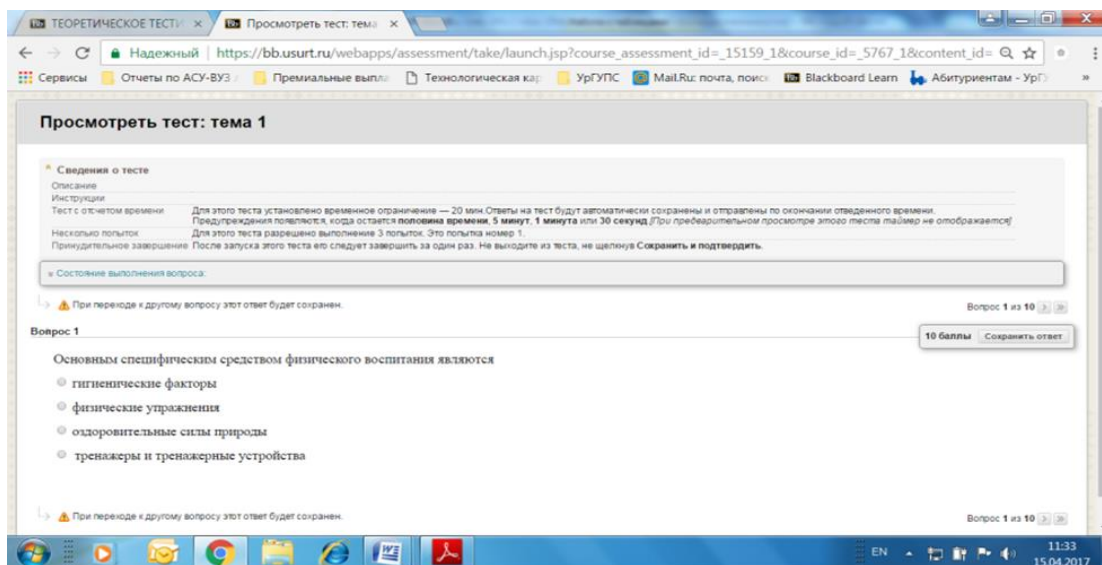 ТЕОРЕТИЧЕСКОЕ ТЕСТИ
Просмотреть тест: тема
Надежный | https://bb.usurt.ru/webapps/assessment/take/launch.jsp?course_assessment_id=_15159_1&course_id=_5767_1&content_id=
Сервисы Отчеты по АСУ-ВУЗ Премиальные выпла Технологическая кар УрГУПС Mail.Ru: почта, поиск Blackboard Learn Абитуриентам - УрГ »
Просмотреть тест: тема 1
Сведения о тесте
Описание
Инструкции
Тест с отсчетом времени Для этого теста установлено временное ограничение — 20 мин.Ответы на тест будут автоматически сохранены и отправлены по окончании отведенного времени.
Предупреждения появляются, когда остается половина времени, 5 минут, 1 минута или 30 секунд.[При предварительном просмотре этого теста таймер не отображается]
Несколько попыток Для этого теста разрешено выполнение 3 попыток. Это попытка номер 1.
Принудительное завершение После запуска этого теста его следует завершить за один раз. Не выходите из теста, не щелкнув Сохранить и подтвердить.
Состояние выполнения вопроса:
При переходе к другому вопросу этот ответ будет сохранен. Вопрос 1 из 10
Вопрос 1
10 баллы Сохранить ответ
Основным специфическим средством физического воспитания являются
гигиенические факторы
физические упражнения
оздоровительные силы природы
тренажеры и тренажерные устройства
При переходе к другому вопросу этот ответ будет сохранен. Вопрос 1 из 10
EN
11:33
15.04.2017